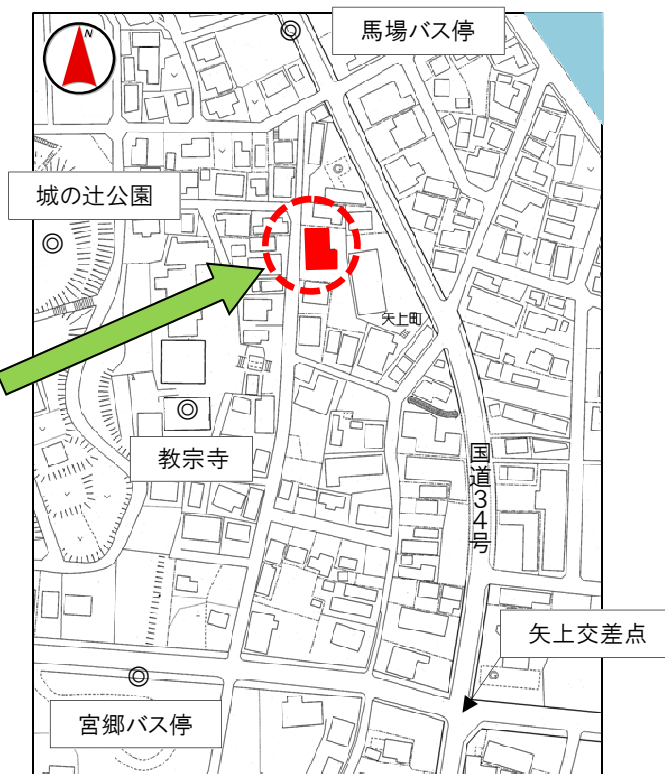 馬場バス停
N
城の辻公園
矢上町
教宗寺
国道34号
矢上交差点
宮郷バス停